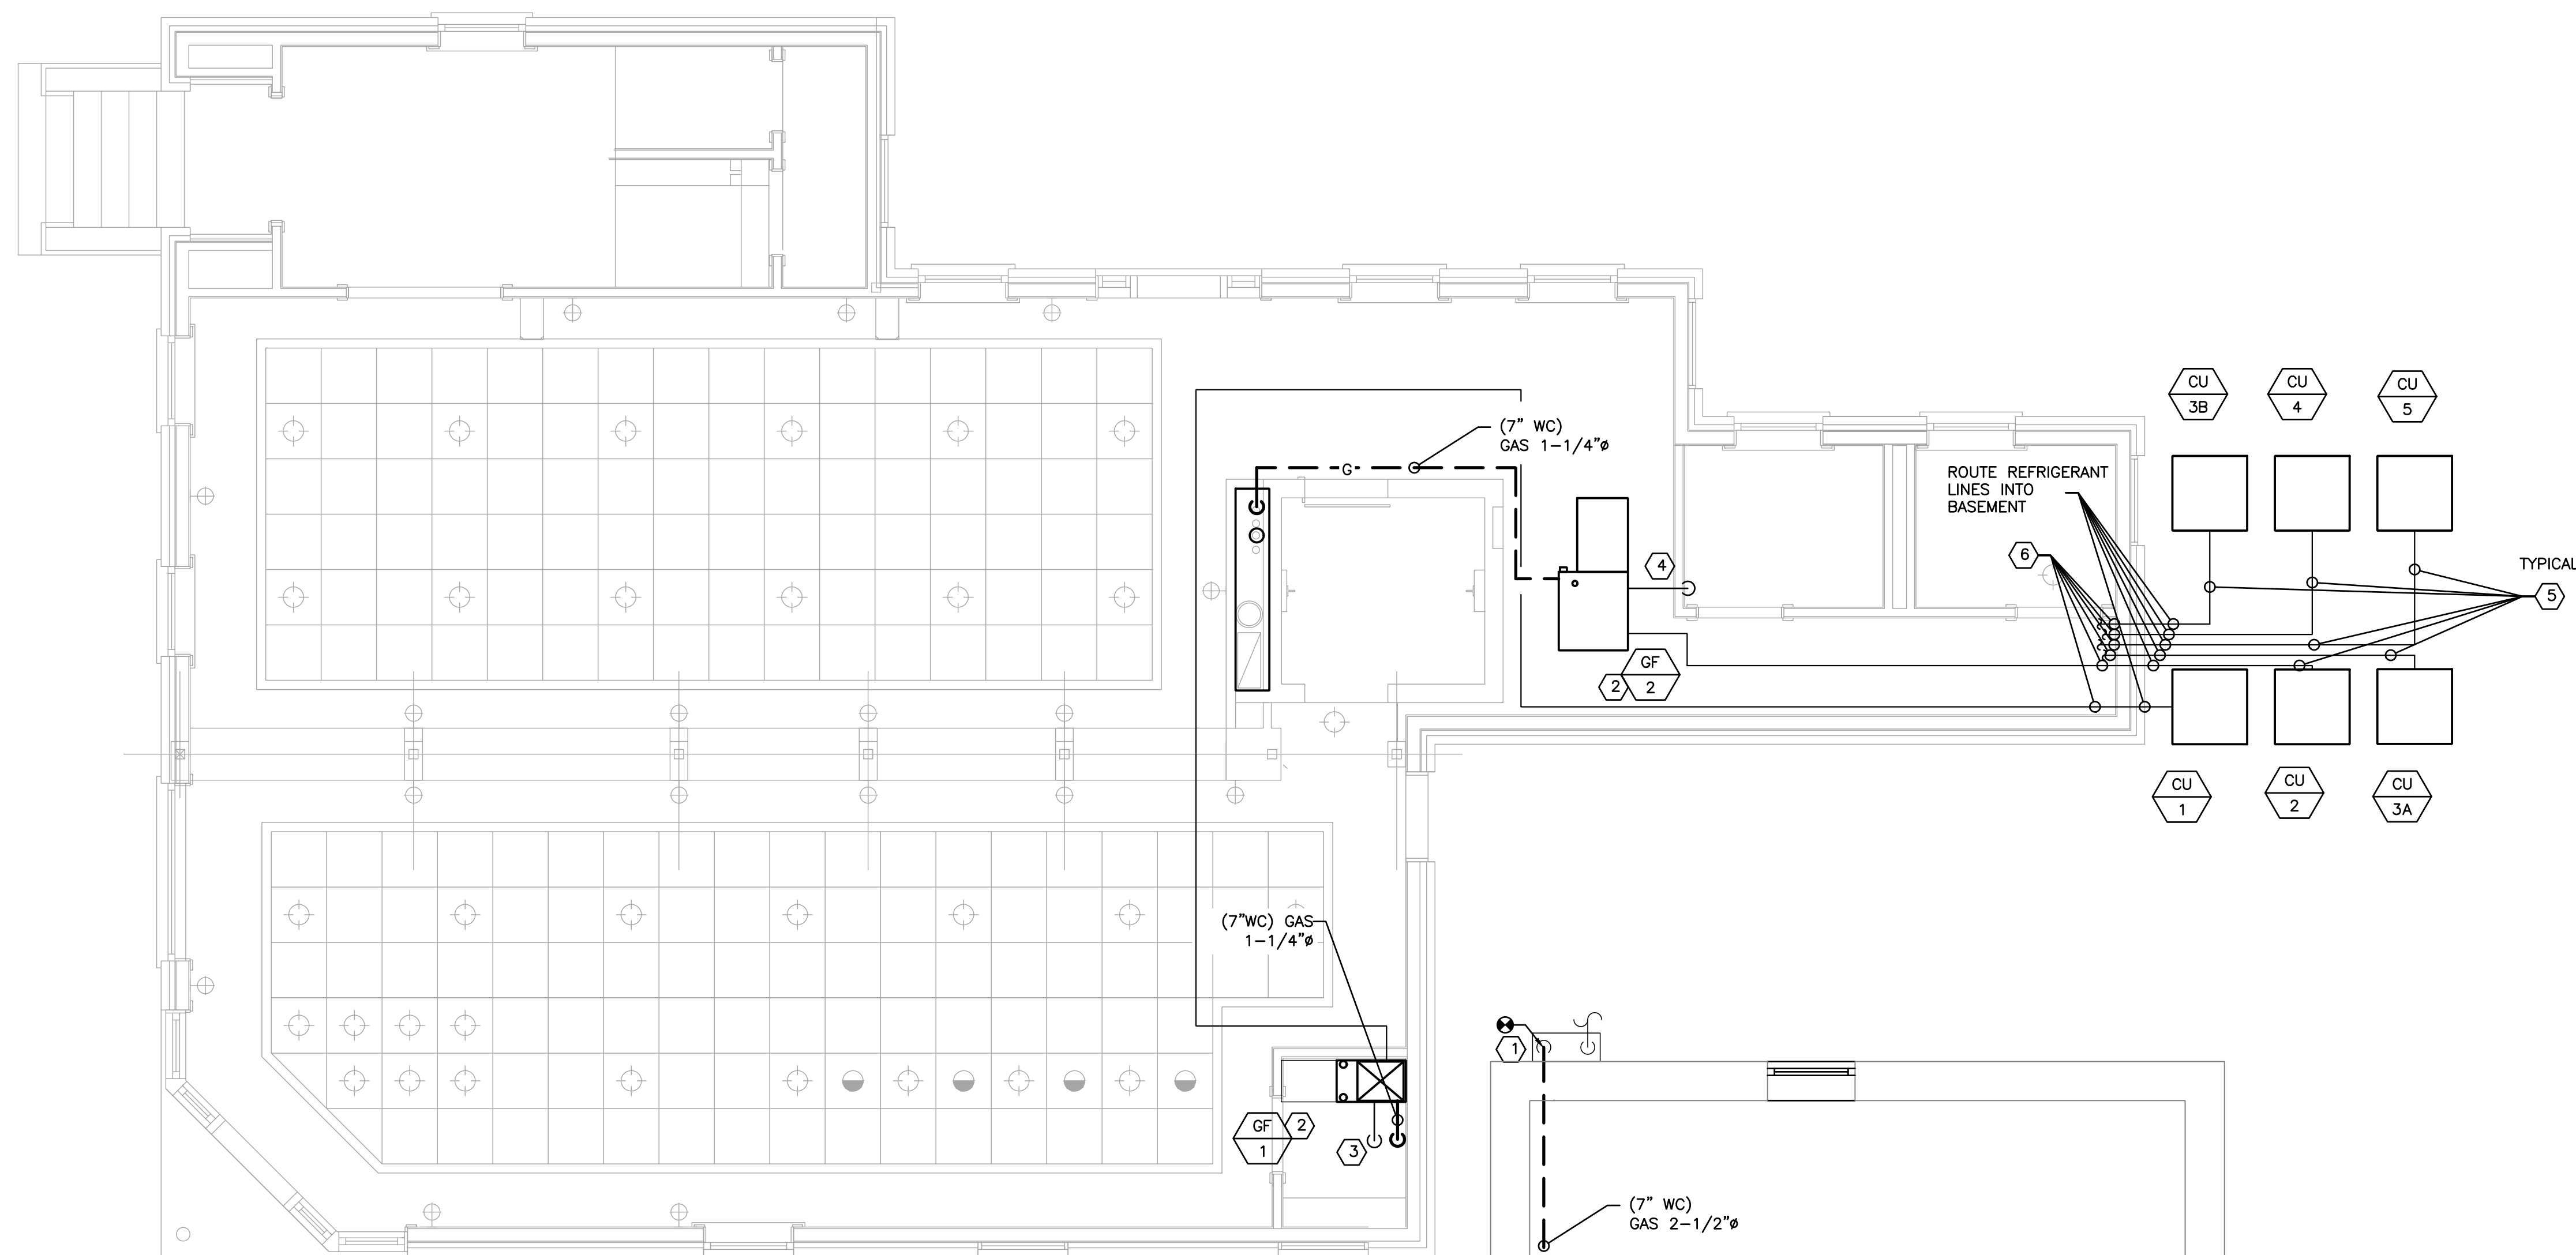 CU
3B
CU
4
CU
5
(7" WC)
GAS 1-1/4"ø
G
ROUTE REFRIGERANT
LINES INTO
BASEMENT
6
4
TYPICAL
5
GF
2
2
CU
1
CU
2
CU
3A
(7"WC) GAS
1-1/4"ø
1
GF
1
2
3
(7" WC)
GAS 2-1/2"ø